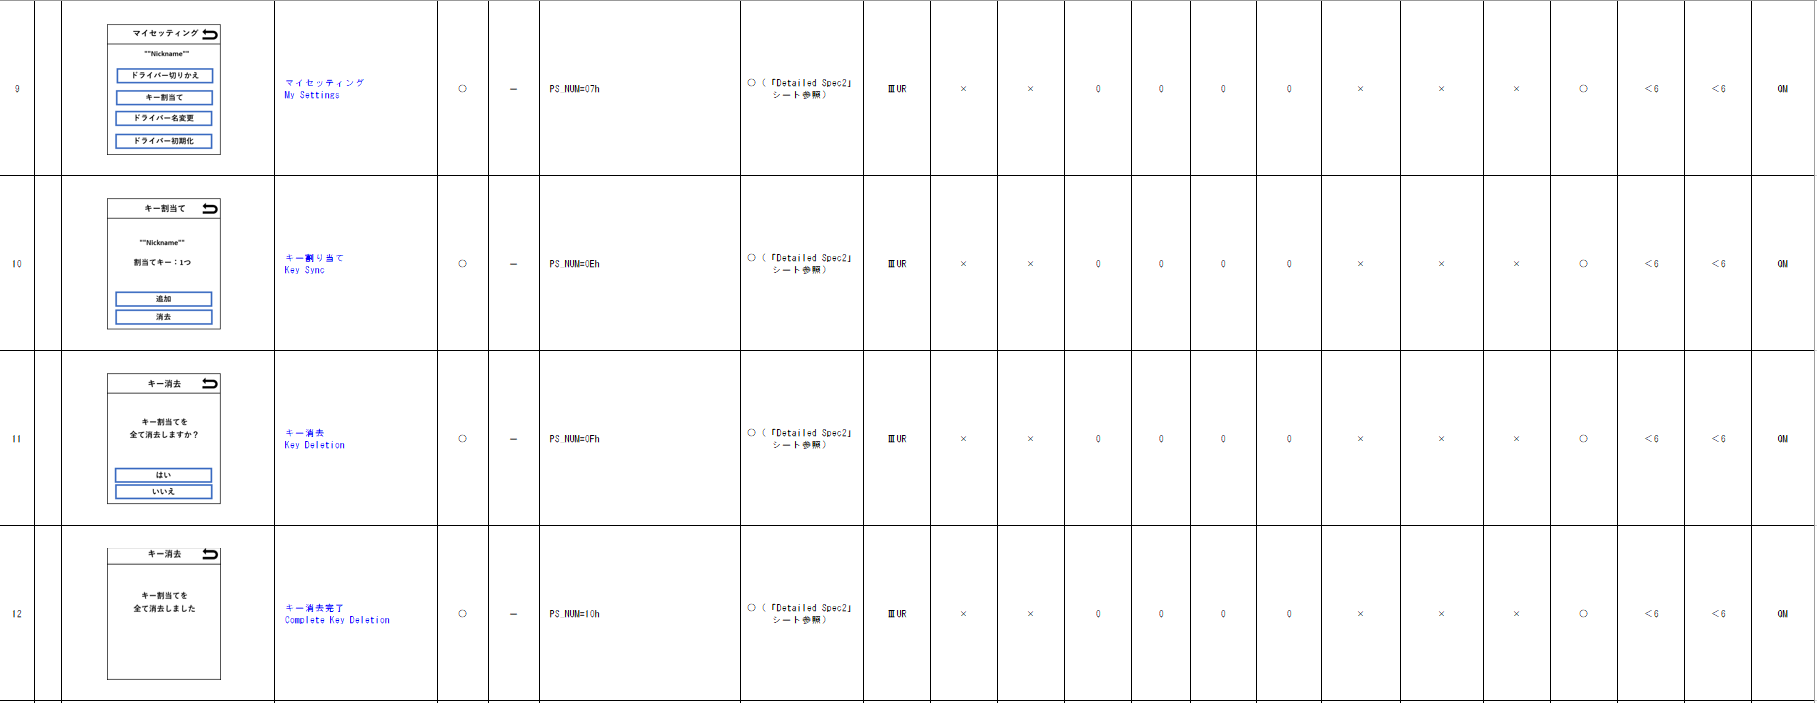 9
マイセッティング
""Nickname""
ドライバー切りかえ
キー割当て
ドライバー名変更
ドライバー初期化
マイセッティング
My Settings
○
－
PS_NUM=07h
○（「Detailed Spec2」
シート参照）
ⅢUR
×
×
0
0
0
0
×
×
×
○
＜6
＜6
QM
10
キー割当て
""Nickname""
割当てキー：1つ
追加
消去
キー割り当て
Key Sync
○
－
PS_NUM=0Eh
○（「Detailed Spec2」
シート参照）
ⅢUR
×
×
0
0
0
0
×
×
×
○
＜6
＜6
QM
11
キー消去
キー割当てを
全て消去しますか？
はい
いいえ
キー消去
Key Deletion
○
－
PS_NUM=0Fh
○（「Detailed Spec2」
シート参照）
ⅢUR
×
×
0
0
0
0
×
×
×
○
＜6
＜6
QM
12
キー消去
キー割当てを
全て消去しました
キー消去完了
Complete Key Deletion
○
－
PS_NUM=10h
○（「Detailed Spec2」
シート参照）
ⅢUR
×
×
0
0
0
0
×
×
×
○
＜6
＜6
QM